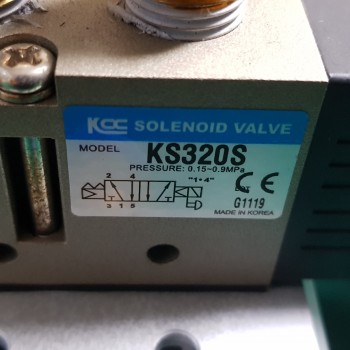 KCC SOLENOID VALVE
MODEL KS320S
PRESSURE: 0.15~0.9MPa
2 4 "1·4"
3 1 5
CE
G1119
MADE IN KOREA